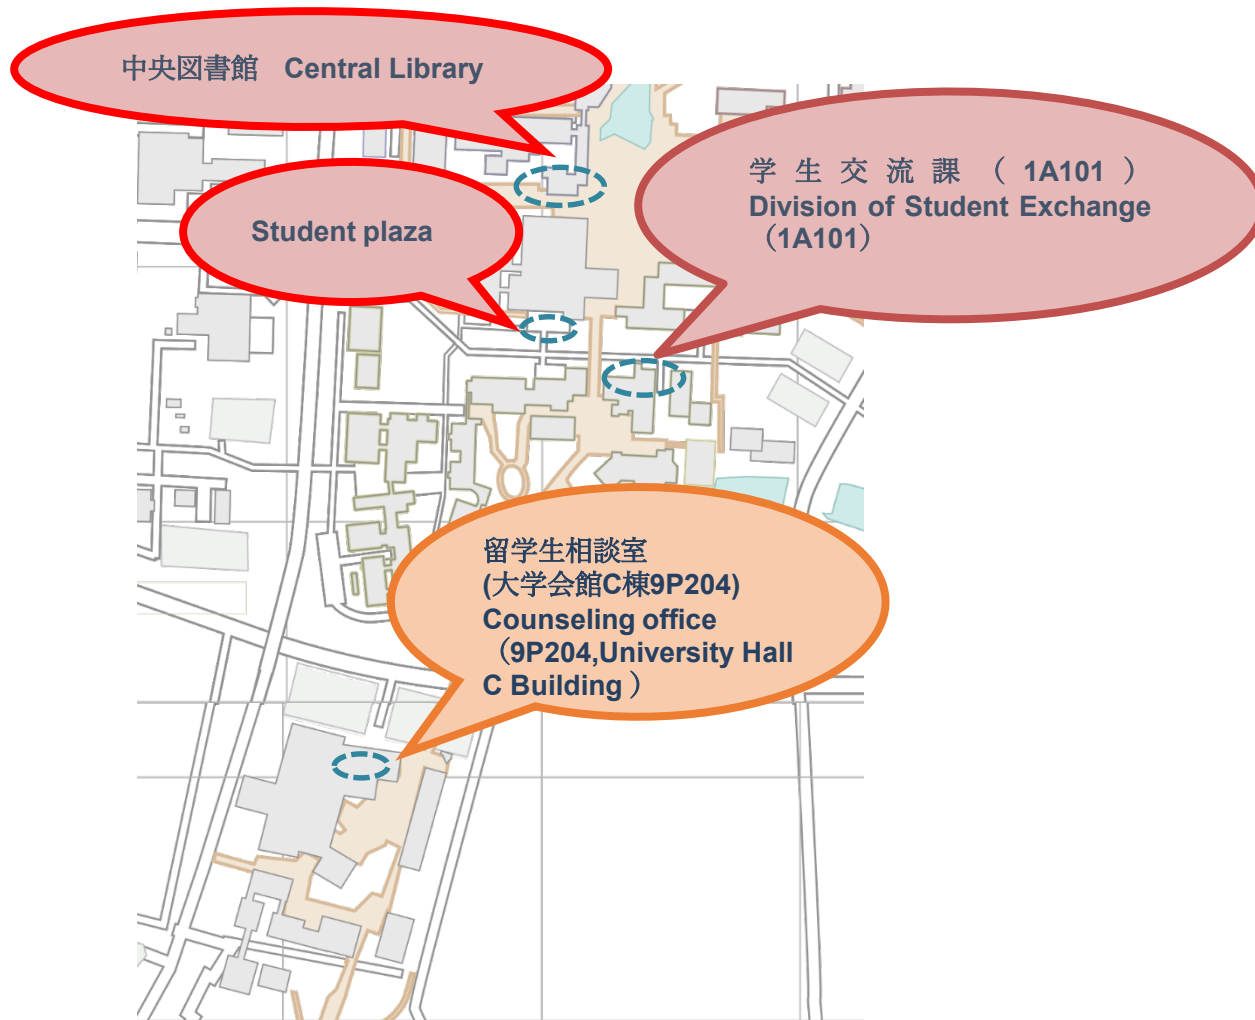 中央図書館 Central Library
Student plaza
学生交流課（1A101）
Division of Student Exchange
（1A101）
留学生相談室
(大学会館C棟9P204)
Counseling office
（9P204,University Hall
C Building）